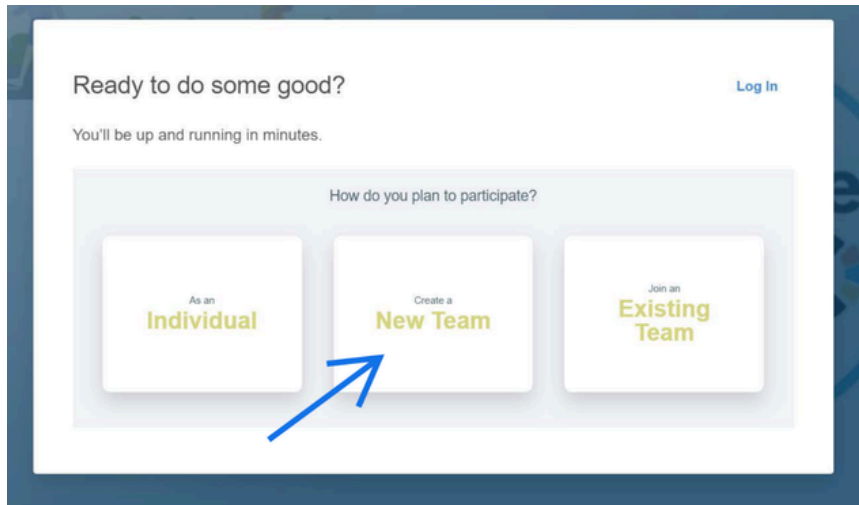 Ready to do some good?
Log In
You'll be up and running in minutes.
How do you plan to participate?
As an
Individual
Create a
New Team
Join an
Existing
Team